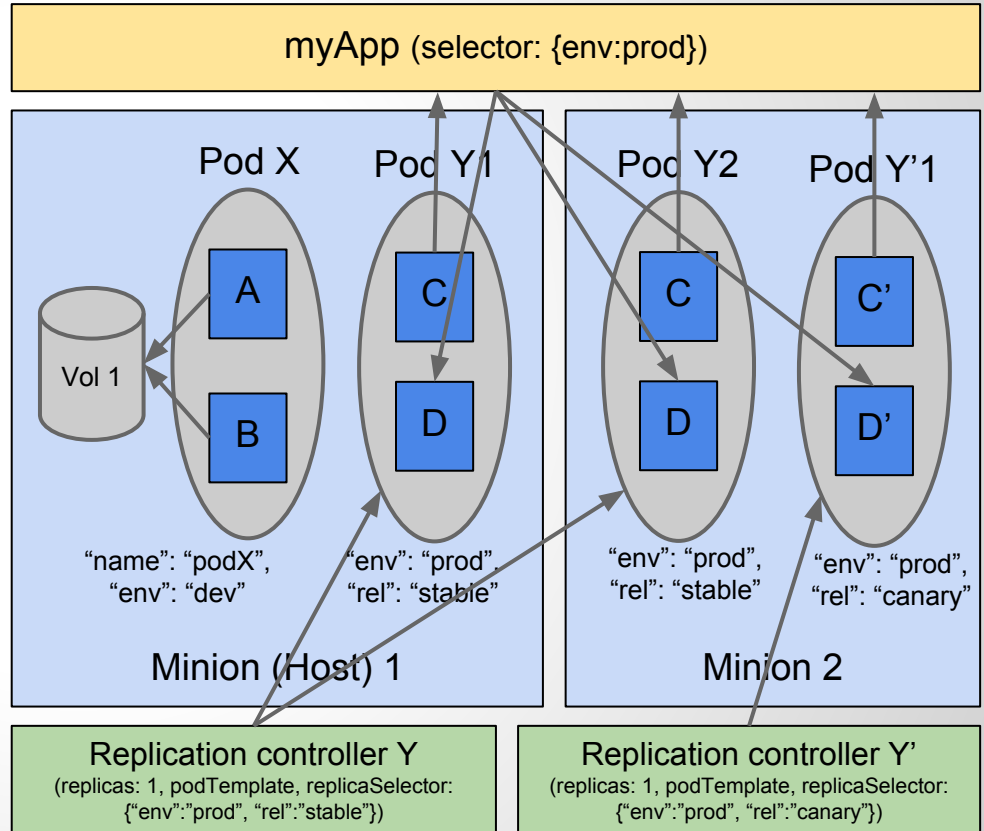 myApp (selector: {env:prod})
Pod X
Pod Y1
Pod Y2
Pod Y’1
A
C
C
C’
Vol 1
B
D
D
D’
“name”: “podX”,
“env”: “dev”
“env”: “prod”,
“rel”: “stable”
“env”: “prod”,
“rel”: “stable”
“env”: “prod”,
“rel”: “canary”
Minion (Host) 1
Minion 2
Replication controller Y
(replicas: 1, podTemplate, replicaSelector:
{“env”:”prod”, “rel”:”stable”})
Replication controller Y’
(replicas: 1, podTemplate, replicaSelector:
{“env”:”prod”, “rel”:”canary”})